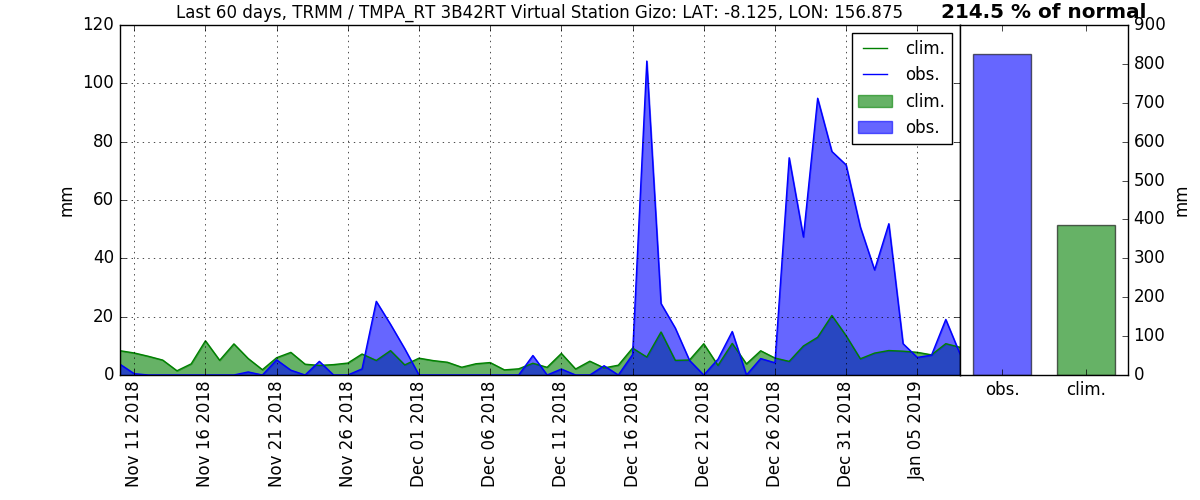 Last 60 days, TRMM / TMPA_RT 3B42RT Virtual Station Gizo: LAT: -8.125, LON: 156.875
214.5 % of normal
120
100
80
60
40
20
0
mm
clim.
obs.
clim.
obs.
900
800
700
600
500
400
300
200
100
0
mm
Nov 11 2018
Nov 16 2018
Nov 21 2018
Nov 26 2018
Dec 01 2018
Dec 06 2018
Dec 11 2018
Dec 16 2018
Dec 21 2018
Dec 26 2018
Dec 31 2018
Jan 05 2019
obs.
clim.